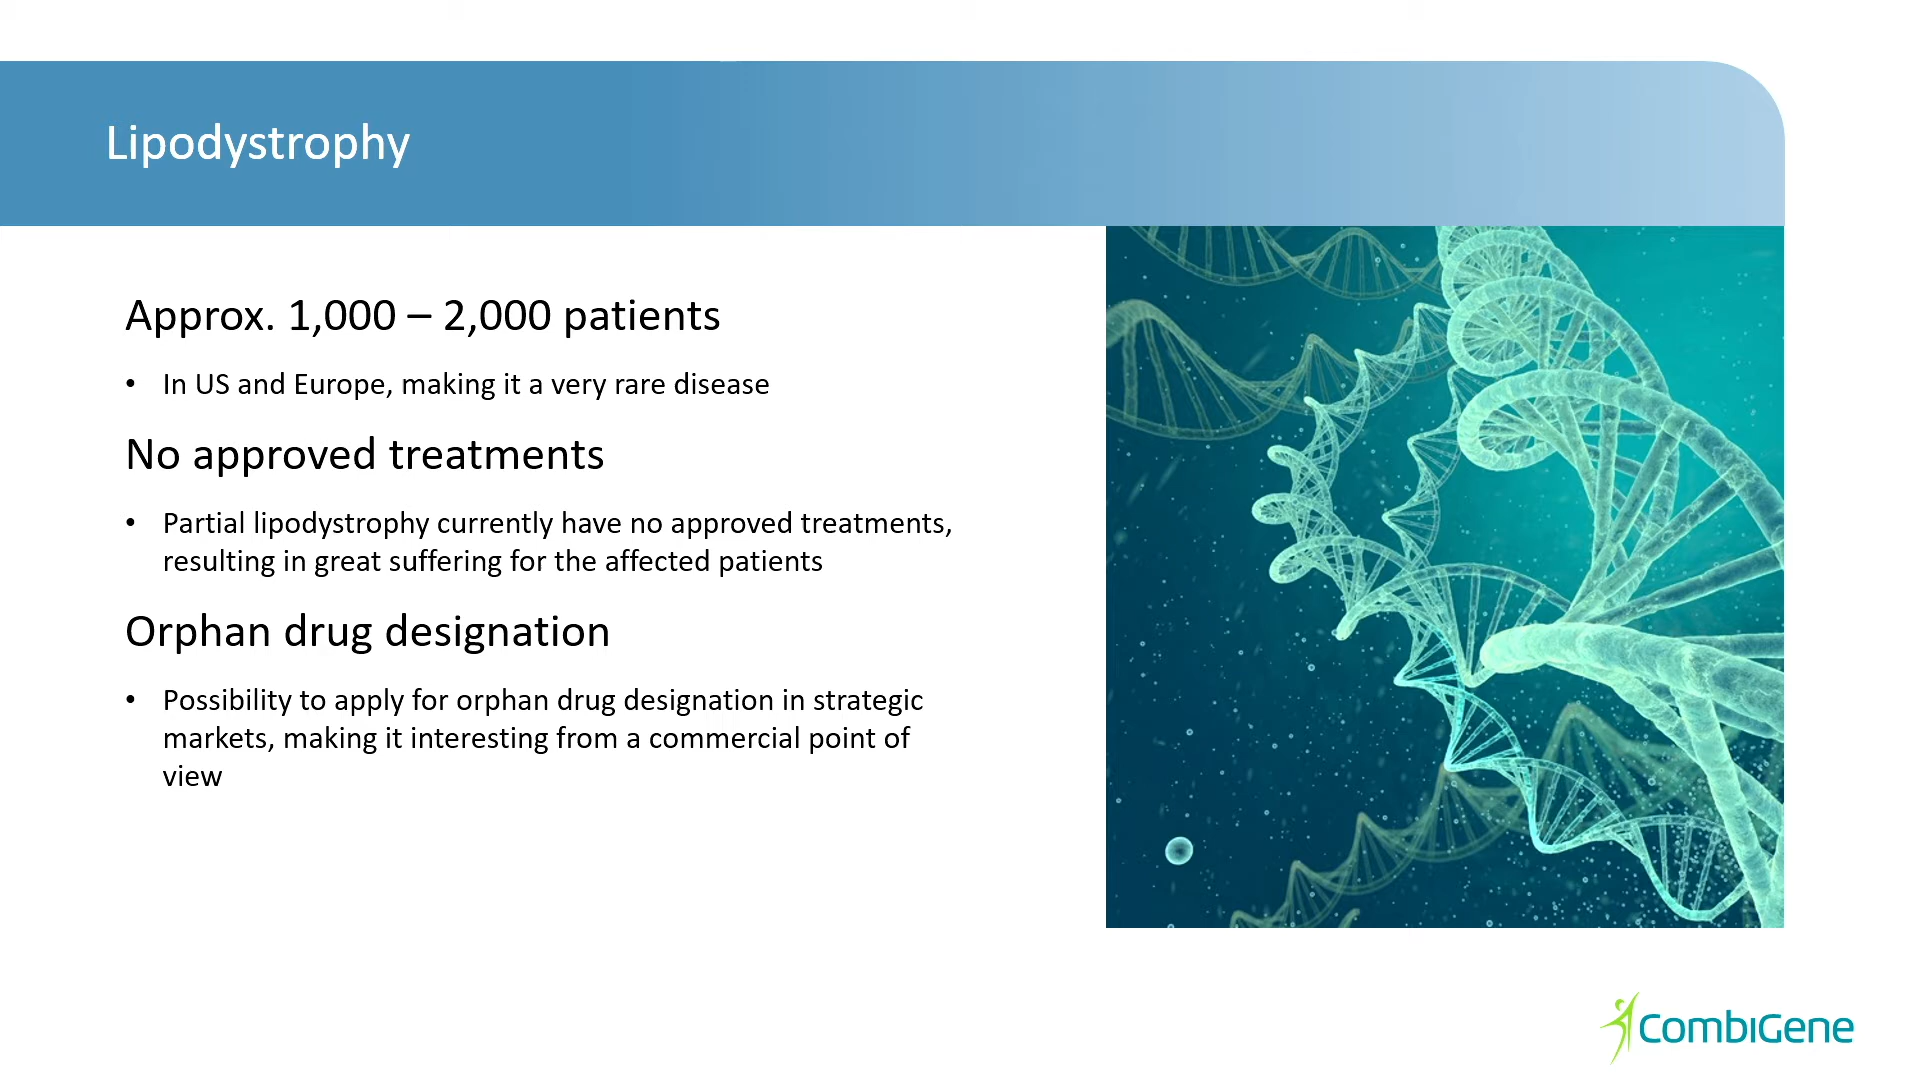 Lipodystrophy
Approx. 1,000 – 2,000 patients
• In US and Europe, making it a very rare disease
No approved treatments
• Partial lipodystrophy currently have no approved treatments,
resulting in great suffering for the affected patients
Orphan drug designation
• Possibility to apply for orphan drug designation in strategic
markets, making it interesting from a commercial point of
view
CombiGene